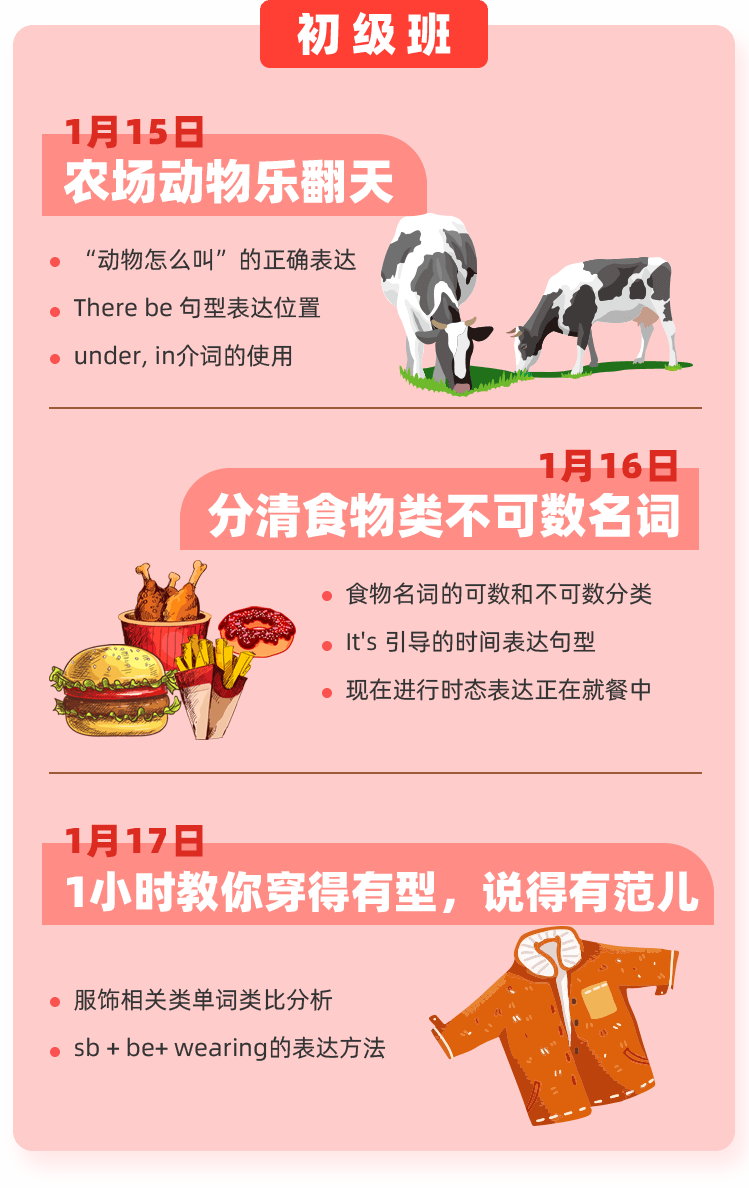 初级班
1月15日
农场动物乐翻天
“动物怎么叫”的正确表达
There be 句型表达位置
under, in介词的使用
1月16日
分清食物类不可数名词
食物名词的可数和不可数分类
It's 引导的时间表达句型
现在进行时态表达正在就餐中
1月17日
1小时教你穿得有型，说得有范儿
服饰相关类单词类比分析
sb + be+ wearing的表达方法